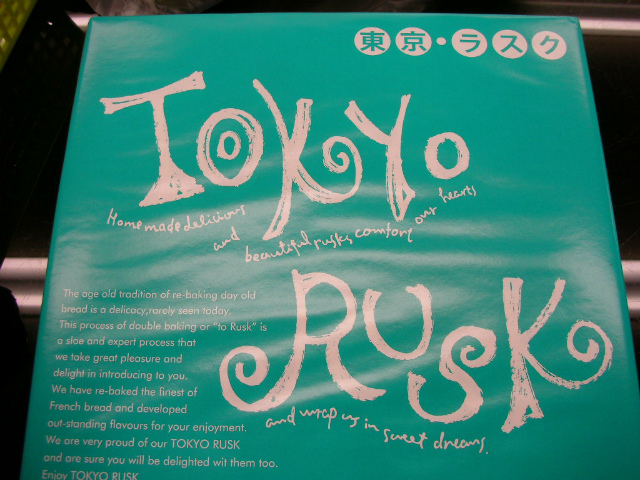 東京・ラスク
TOKYO
Homemade delicious
and beautiful rusks comfort our hearts
RUSK
and wrap us in sweet dreams.
The age old tradition of re-baking day old
bread is a delicacy,rarely seen today.
This process of double baking or "to Rusk" is
a sloe and expert process that
we take great pleasure and
delight in introducing to you.
We have re-baked the finest of
French bread and developed
out-standing flavours for your enjoyment.
We are very proud of our TOKYO RUSK
and are sure you will be delighted wit them too.
Enjoy TOKYO RUSK